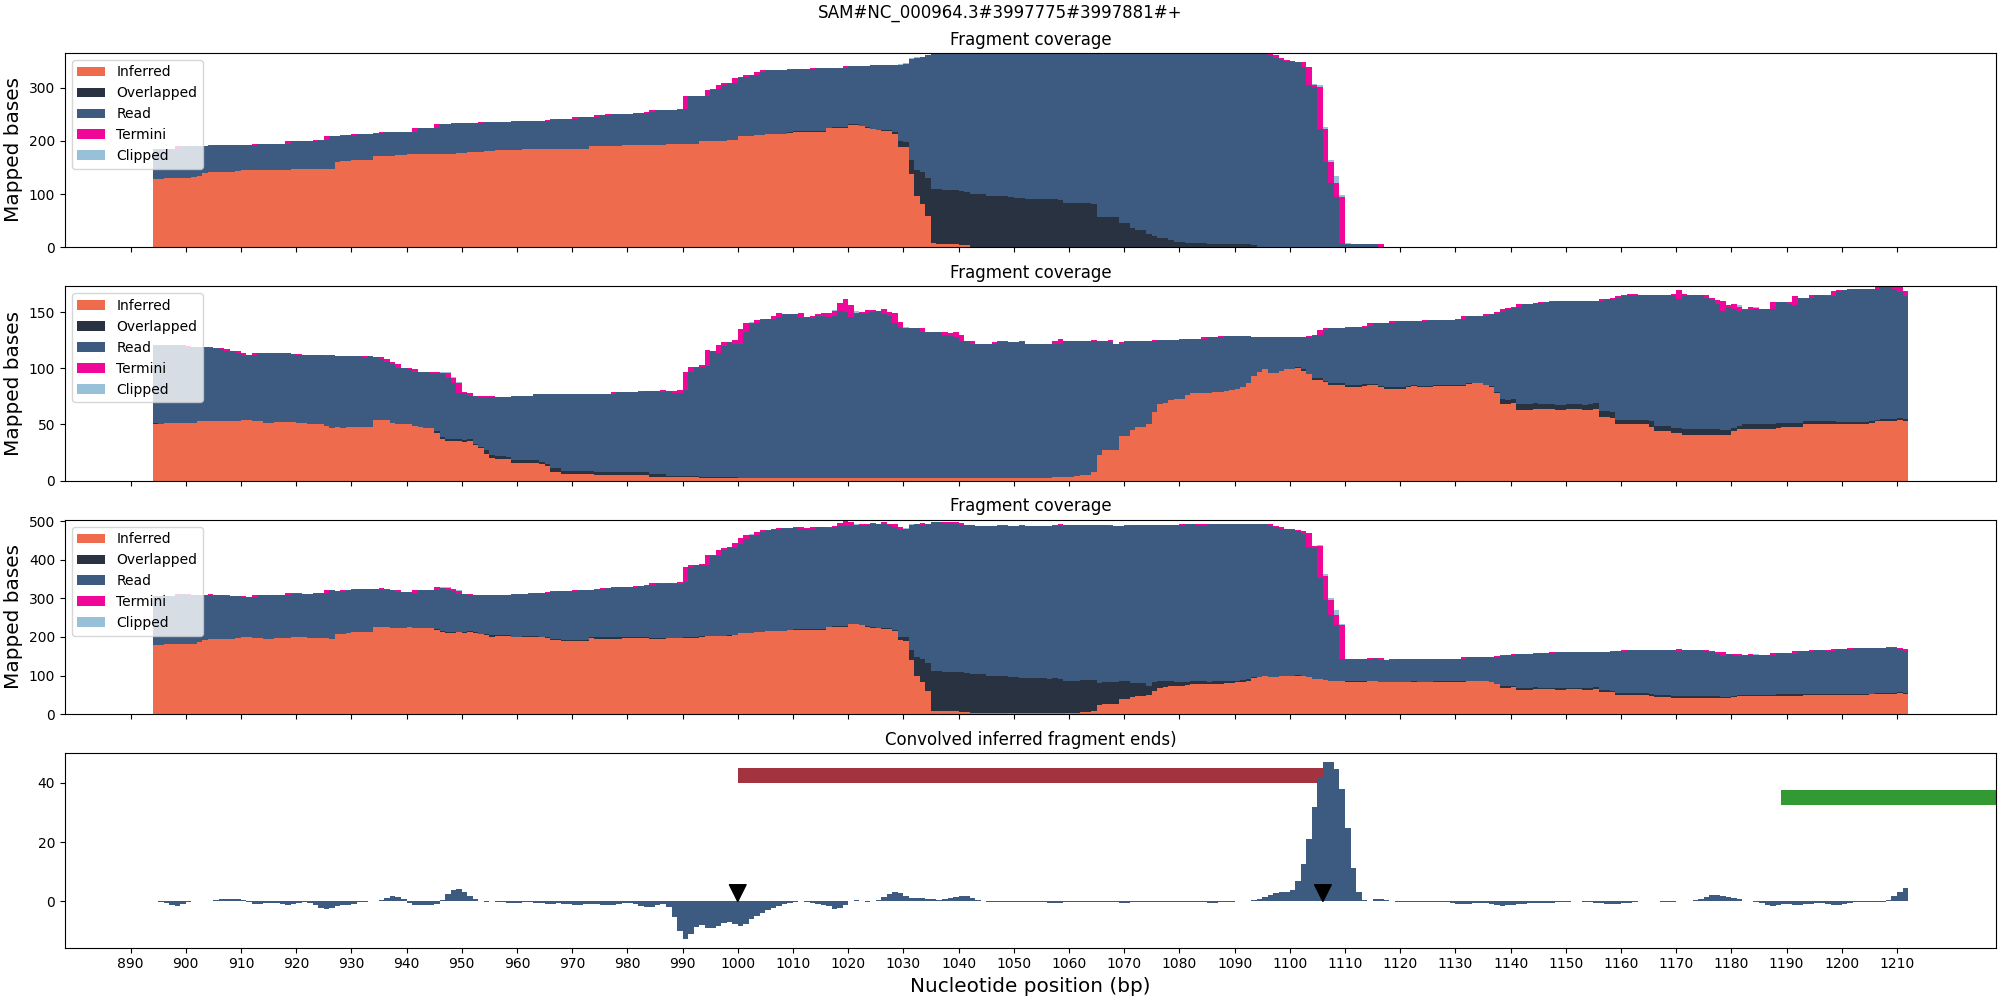 SAM#NC_000964.3#3997775#3997881#+
Fragment coverage
Mapped bases
300
200
100
0
Inferred
Overlapped
Read
Termini
Clipped
Fragment coverage
Mapped bases
150
100
50
0
Inferred
Overlapped
Read
Termini
Clipped
Fragment coverage
Mapped bases
500
400
300
200
100
0
Inferred
Overlapped
Read
Termini
Clipped
Convolved inferred fragment ends)
40
20
0
890 900 910 920 930 940 950 960 970 980 990 1000 1010 1020 1030 1040 1050 1060 1070 1080 1090 1100 1110 1120 1130 1140 1150 1160 1170 1180 1190 1200 1210
Nucleotide position (bp)